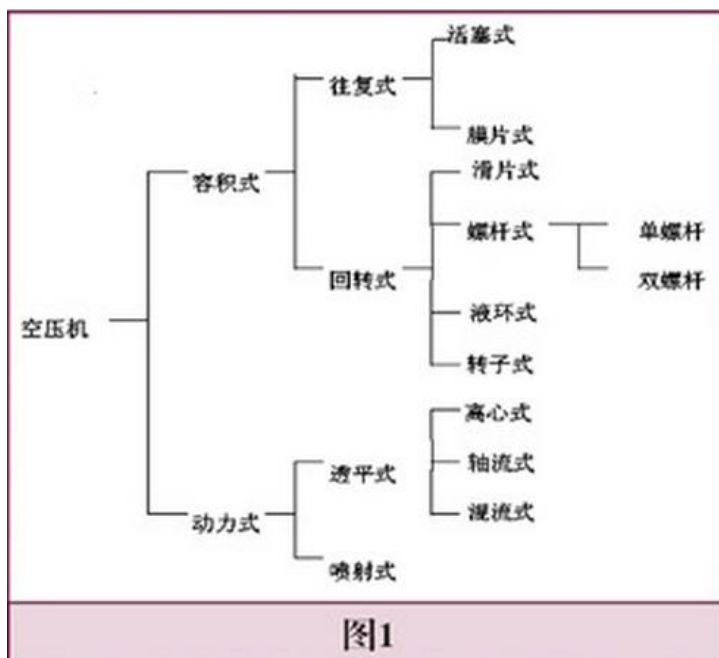 活塞式
往复式
膜片式
滑片式
容积式
螺杆式 单螺杆
回转式 双螺杆
液环式
空压机
转子式
离心式
透平式 轴流式
混流式
动力式
喷射式
图1